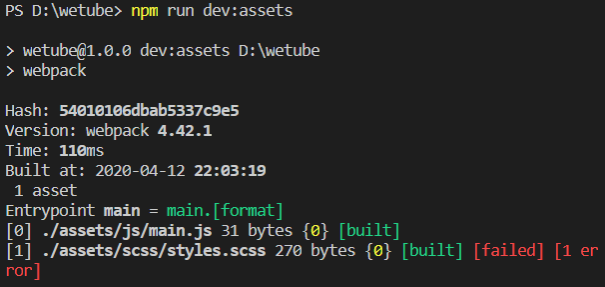 PS D:\wetube> npm run dev:assets
> wetube@1.0.0 dev:assets D:\wetube
> webpack
Hash: 54010106dbab5337c9e5
Version: webpack 4.42.1
Time: 110ms
Built at: 2020-04-12 22:03:19
 1 asset
Entrypoint main = main.[format]
[0] ./assets/js/main.js 31 bytes {0} [built]
[1] ./assets/scss/styles.scss 270 bytes {0} [built] [failed] [1 er
ror]